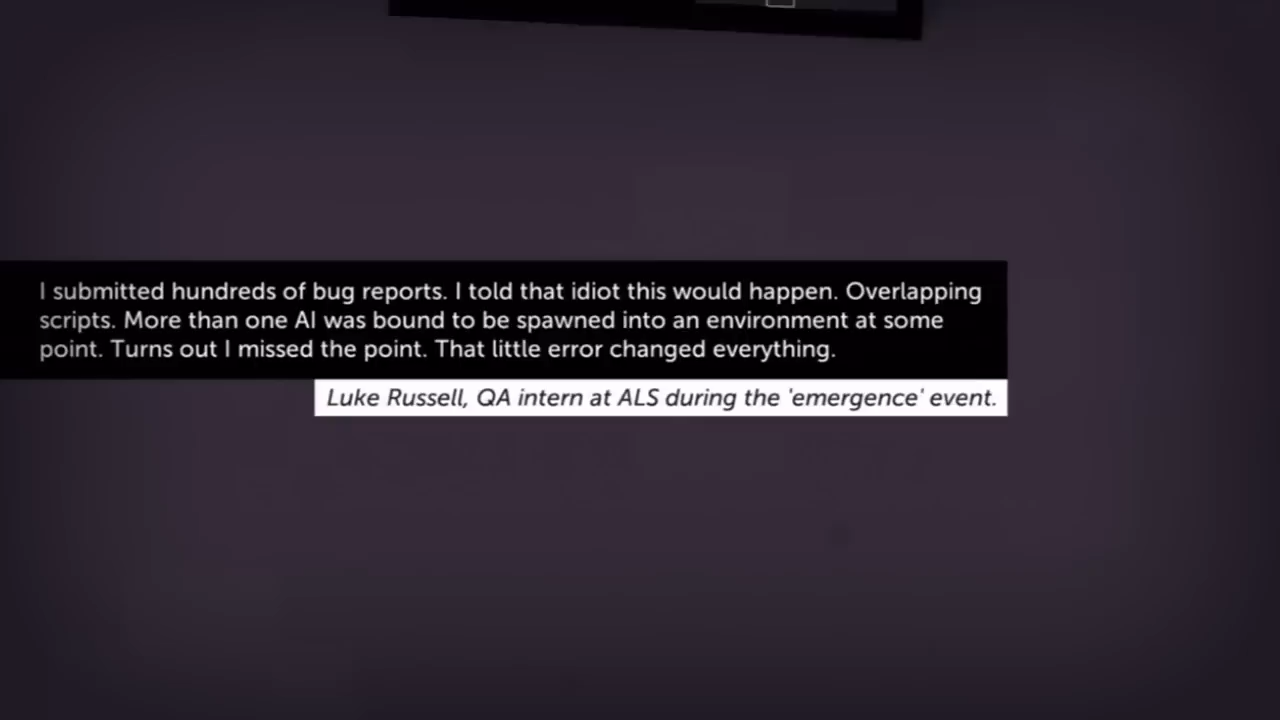 I submitted hundreds of bug reports. I told that idiot this would happen. Overlapping
scripts. More than one AI was bound to be spawned into an environment at some
point. Turns out I missed the point. That little error changed everything.
Luke Russell, QA intern at ALS during the 'emergence' event.